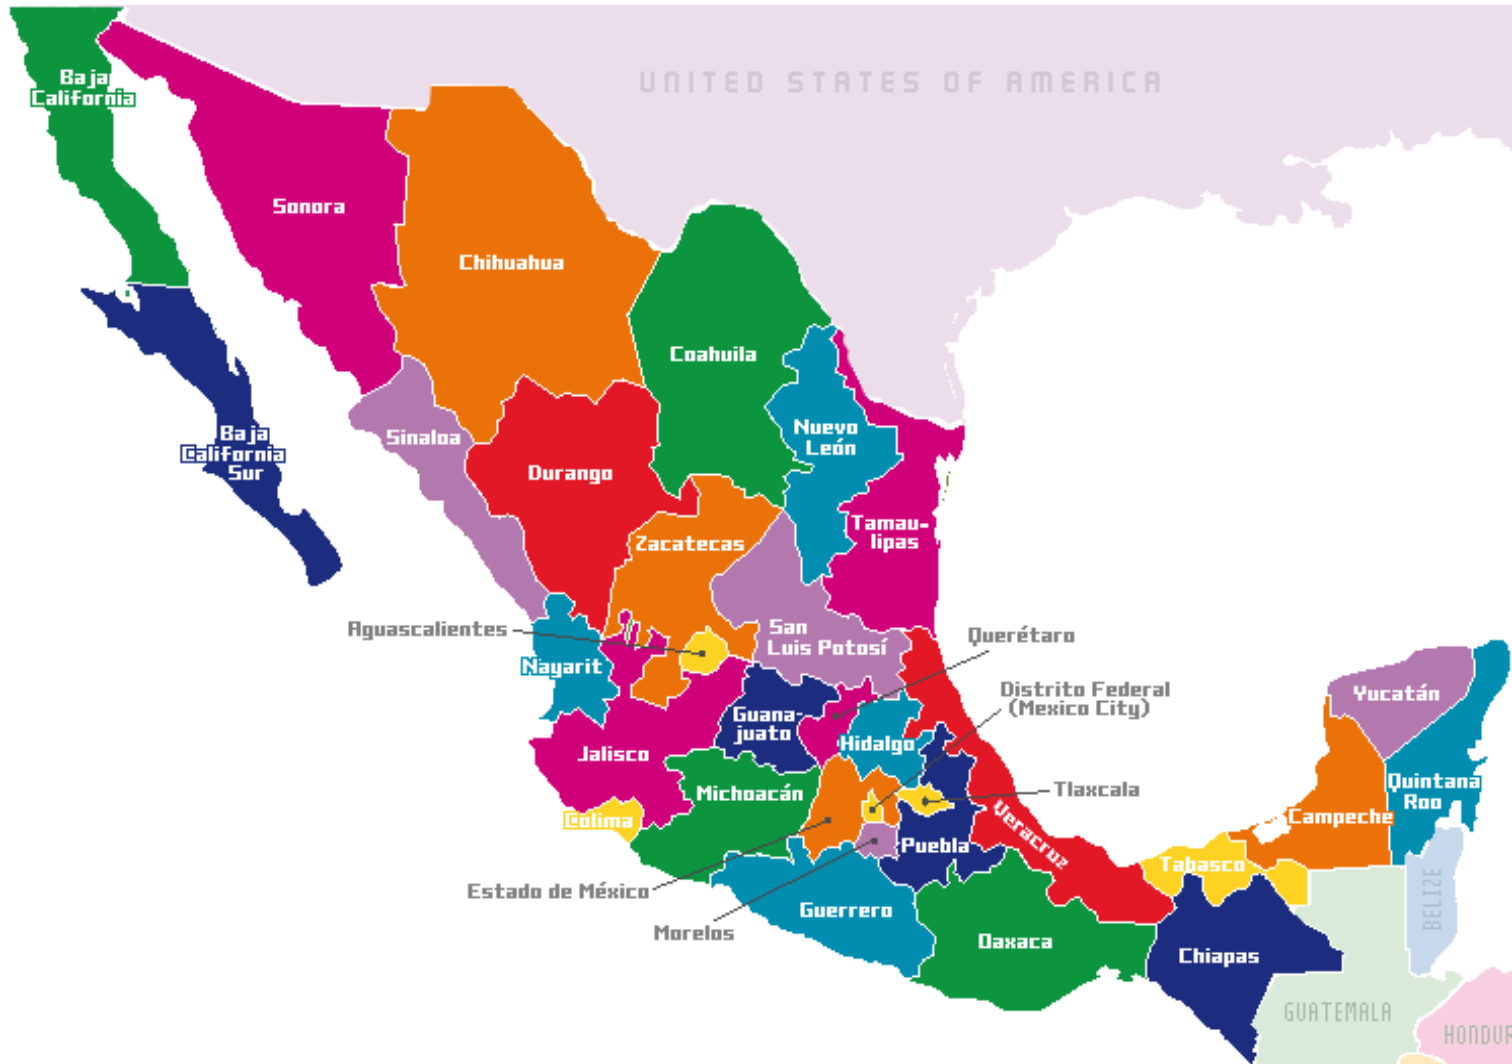 UNITED STATES OF AMERICA
Baja
California
Sonora
Chihuahua
Coahuila
Nuevo
León
Sinaloa
Baja
California
Sur
Durango
Tamau-
lipas
Zacatecas
Aguascalientes
San
Luis Potosí
Querétaro
Nayarit
Distrito Federal
(Mexico City)
Yucatán
Guana-
juato
Hidalgo
Jalisco
Tlaxcala
Quintana
Roo
Michoacán
Colima
Veracruz
Campeche
Puebla
Tabasco
Estado de México
Guerrero
Morelos
Oaxaca
Chiapas
BELIZE
GUATEMALA
HONDUR